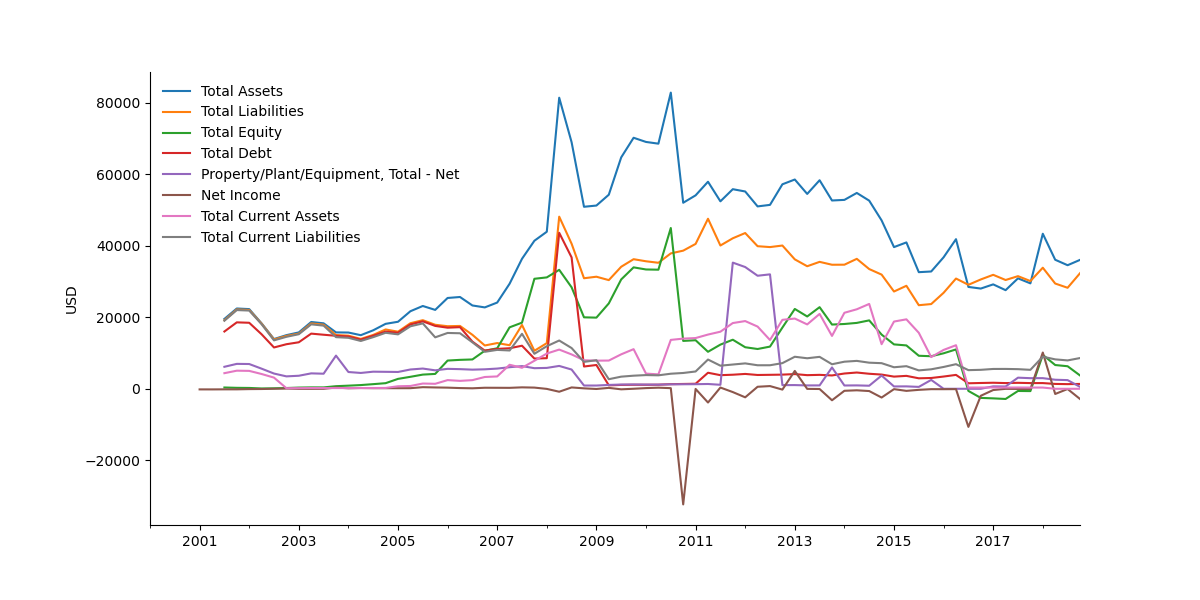 Total Assets
Total Liabilities
Total Equity
Total Debt
Property/Plant/Equipment, Total - Net
Net Income
Total Current Assets
Total Current Liabilities
USD
80000
60000
40000
20000
0
−20000
2001 2003 2005 2007 2009 2011 2013 2015 2017